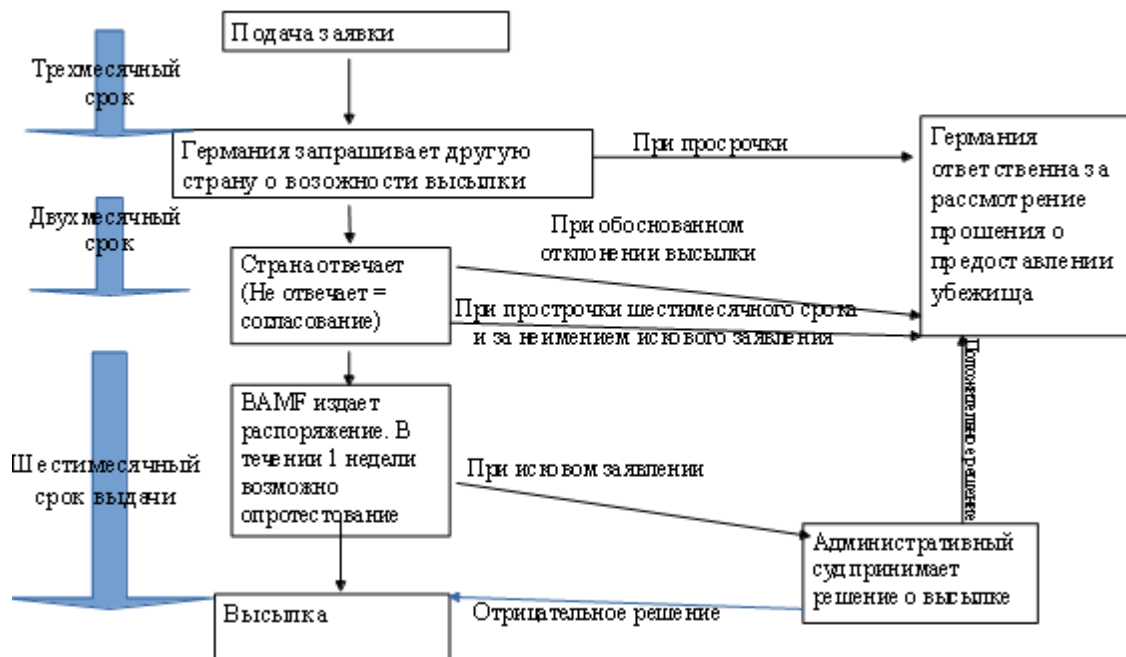 Подача заявки
Трехмесячный
срок
Германия запрашивает другую
страну о возожности высылки
При просрочки
Германия
ответственна за
рассмотрение
прошения о
предоставлении
убежища
Двухмесячный
срок
При обоснованном
отклонении высылки
Страна отвечает
(Не отвечает =
согласование)
При прострочки шестимесячного срока
и за неимением искового заявления
Положительное решение
BAMF издает
распоряжение. В
течении 1 недели
возможно
опротестование
При исковом заявлении
Шестимесячный
срок выдачи
Административный
суд принимает
решение о высылке
Отрицательное решение
Высылка